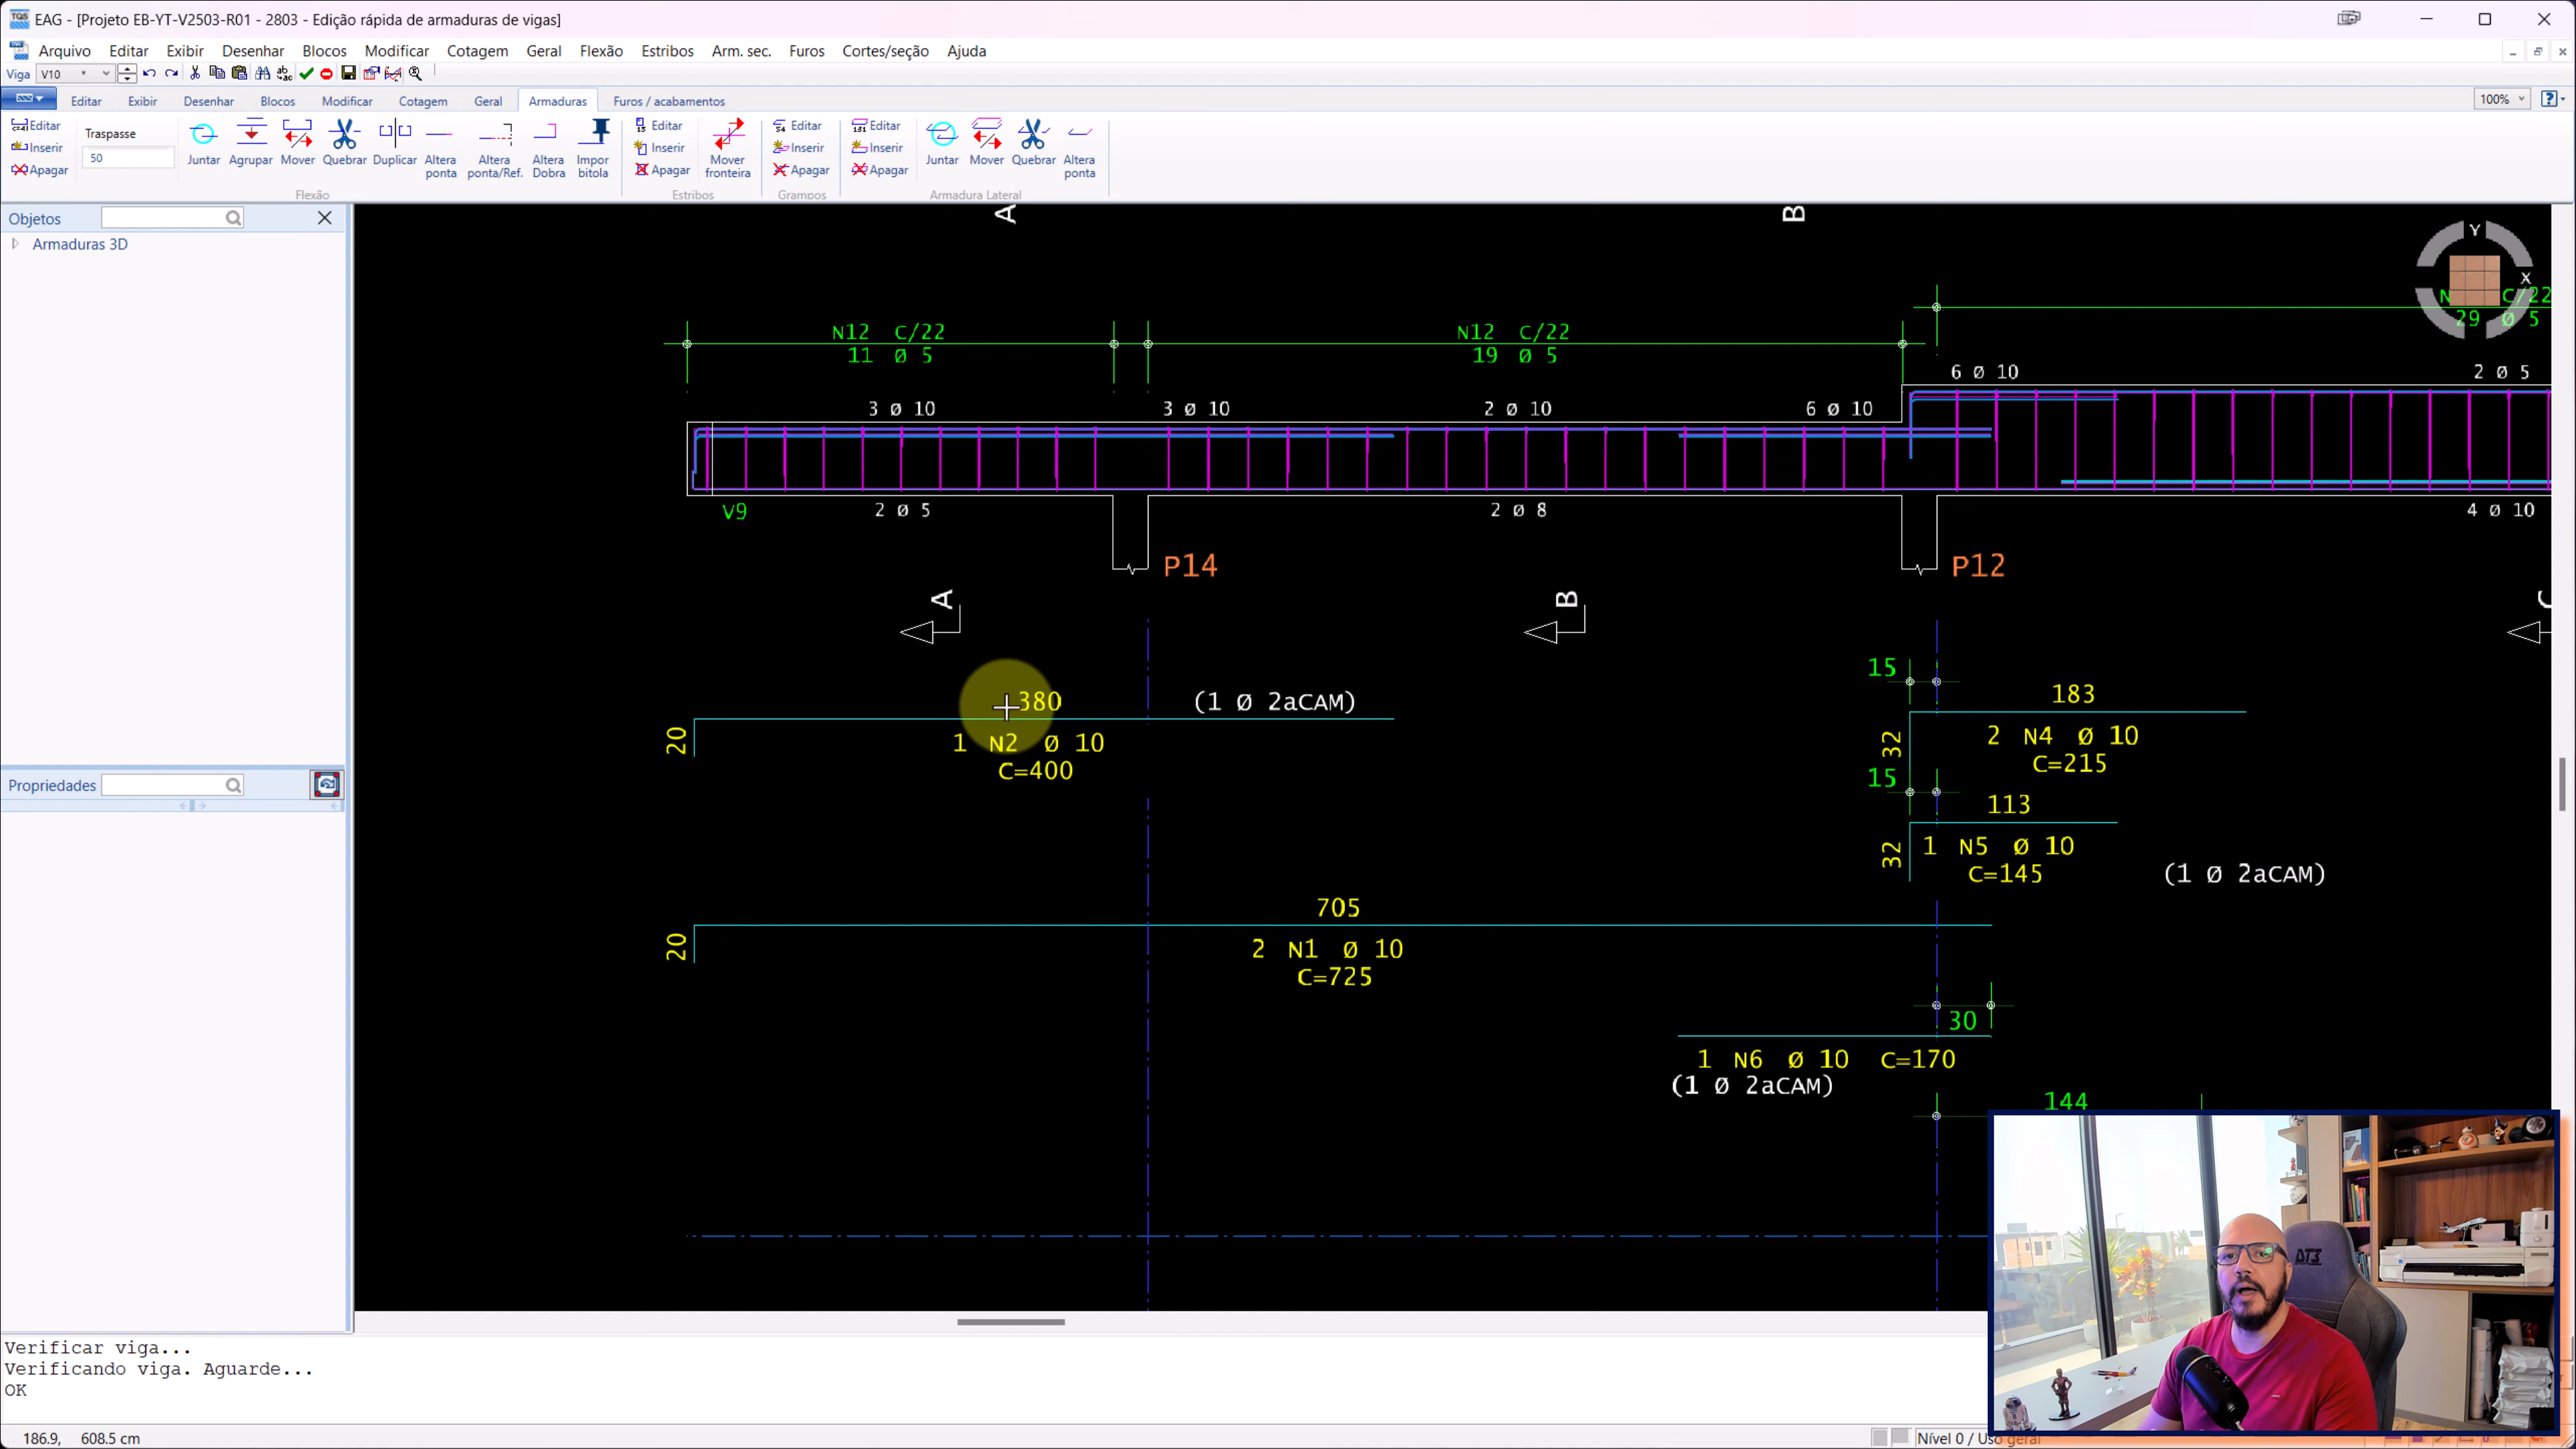 TQS EAG - [Projeto EB-YT-V2503-R01 - 2803 - Edição rápida de armaduras de vigas]
Arquivo Editar Exibir Desenhar Blocos Modificar Cotagem Geral Flexão Estribos Arm. sec. Furos Cortes/seção Ajuda
Viga V10 *
Editar Exibir Desenhar Blocos Modificar Cotagem Geral Armaduras Furos / acabamentos 100%
Editar Inserir Apagar
Traspasse
50
Juntar Agrupar Mover Quebrar Duplicar Altera ponta Altera ponta/Ref. Altera Dobra Impor bitola
Flexão
Editar Inserir Apagar Mover fronteira
Estribos
Editar Inserir Apagar
Grampos
Editar Inserir Apagar Juntar Mover Quebrar Altera ponta
Armadura Lateral
Objetos
Armaduras 3D
Propriedades
A B
Y
X
N12 C/22
11 Ø 5
N12 C/22
19 Ø 5
N C/22
29 Ø 5
3 Ø 10 3 Ø 10 2 Ø 10 6 Ø 10 6 Ø 10 2 Ø 5
V9 2 Ø 5 2 Ø 8 4 Ø 10
P14 P12
A B C
380 (1 Ø 2aCAM)
20
1 N2 Ø 10
C=400
15
183
32
2 N4 Ø 10
C=215
15
113
32
1 N5 Ø 10
C=145
(1 Ø 2aCAM)
705
20
2 N1 Ø 10
C=725
30
1 N6 Ø 10 C=170
(1 Ø 2aCAM)
144
DT3
Verificar viga...
Verificando viga. Aguarde...
OK
186.9, 608.5 cm
Nível 0 / Uso geral